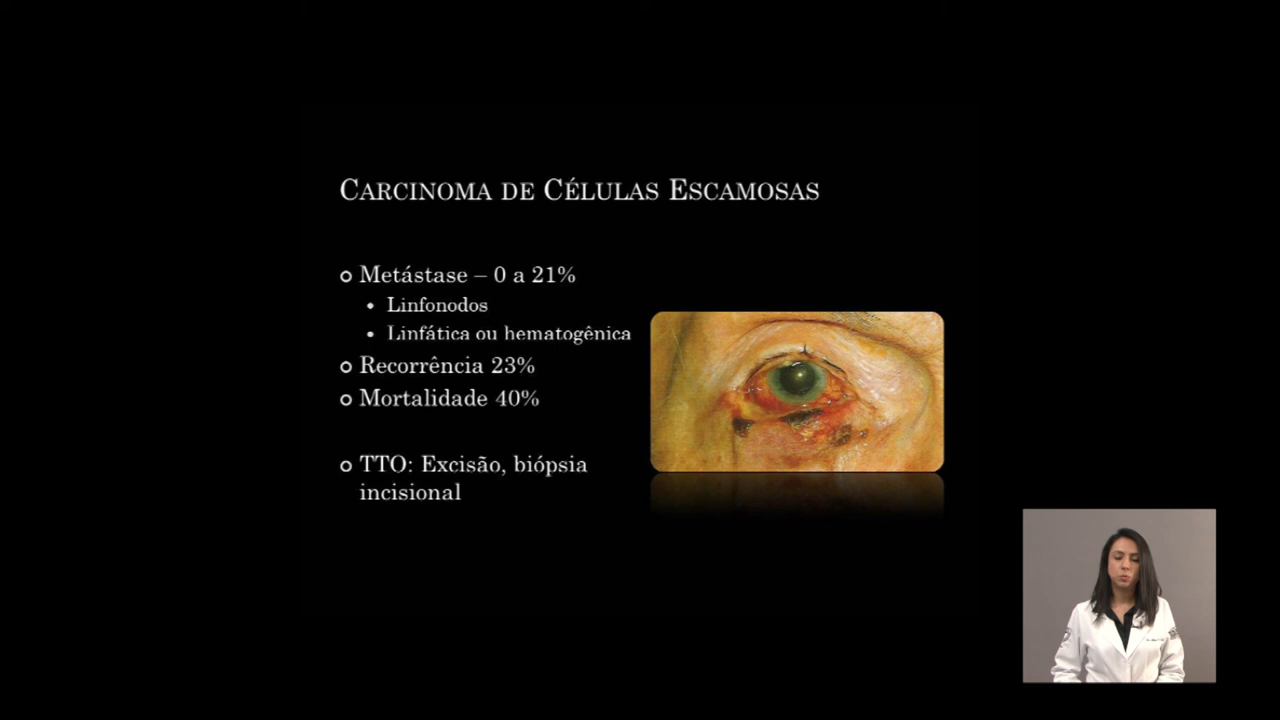 CARCINOMA DE CÉLULAS ESCAMOSAS
Metástase – 0 a 21%
Linfonodos
Linfática ou hematogênica
Recorrência 23%
Mortalidade 40%
TTO: Excisão, biópsia
incisional